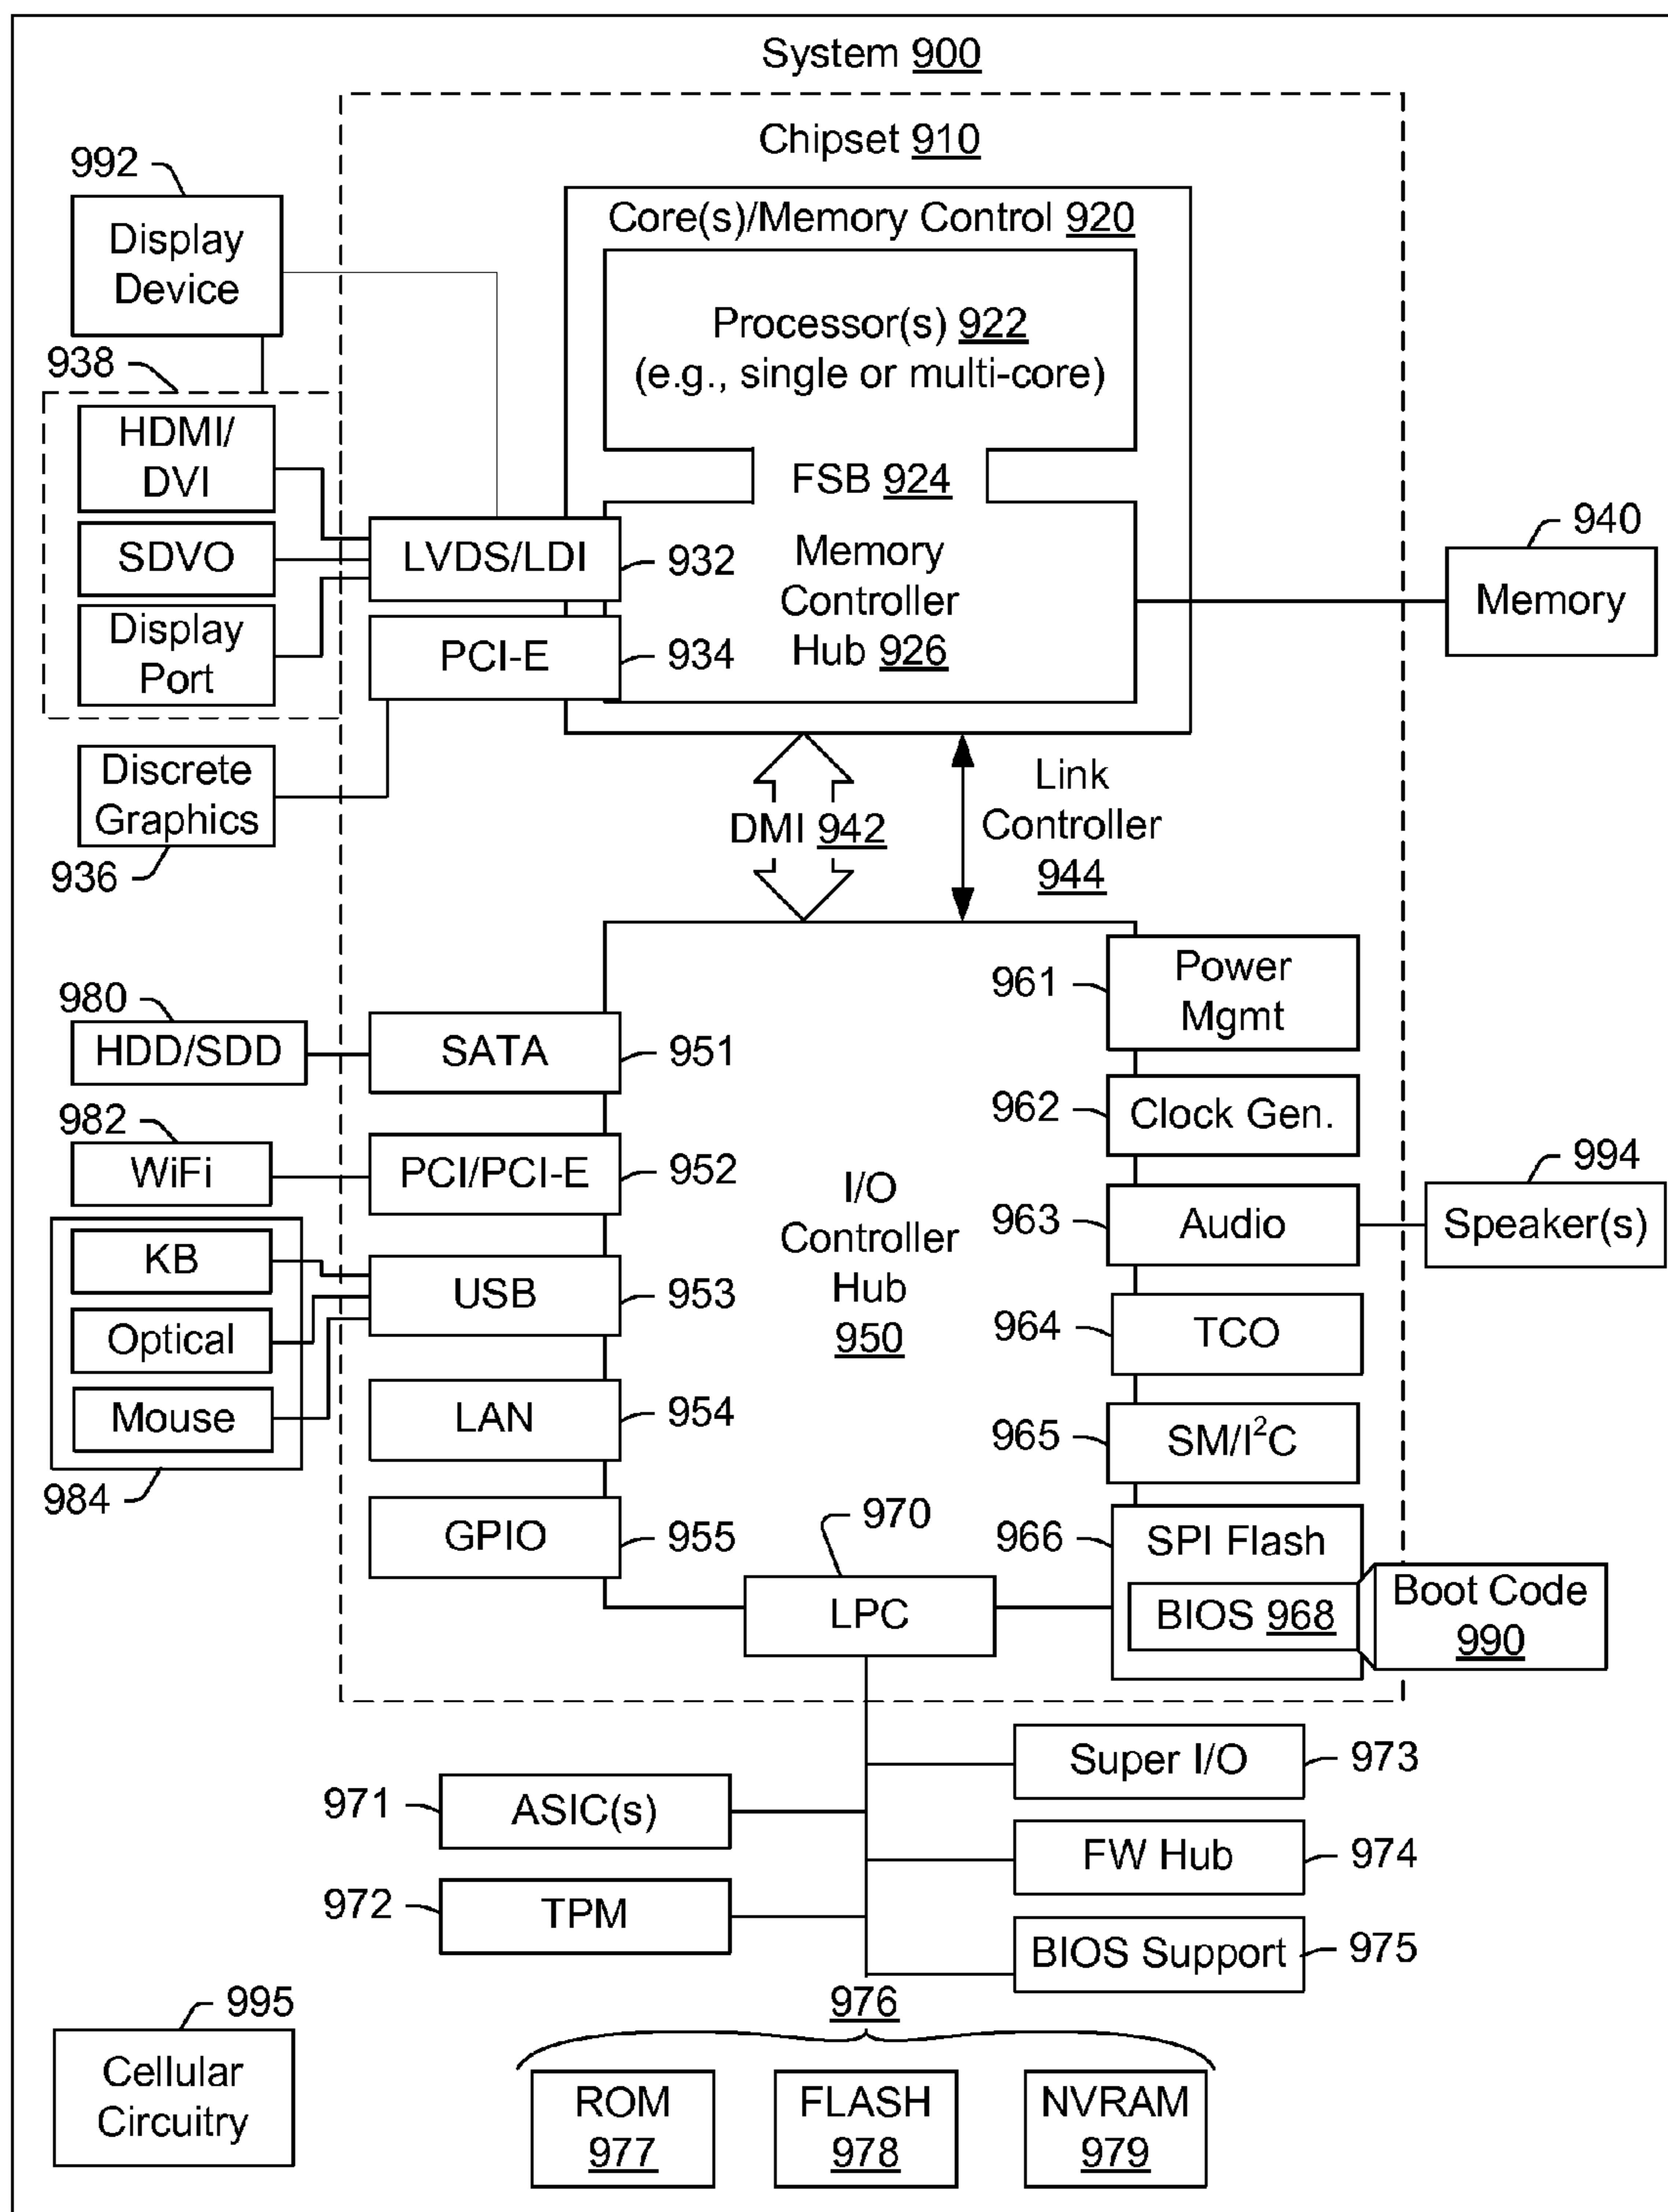 System 900
Chipset 910
992
Display
Device
Core(s)/Memory Control 920
Processor(s) 922
(e.g., single or multi-core)
938
HDMI/
DVI
SDVO
Display
Port
FSB 924
LVDS/LDI
932
PCI-E
934
Memory
Controller
Hub 926
940
Memory
Discrete
Graphics
936
DMI 942
Link
Controller
944
980
HDD/SDD
SATA
951
982
WiFi
PCI/PCI-E
952
KB
Optical
Mouse
984
USB
953
LAN
954
GPIO
955
I/O
Controller
Hub
950
961
Power
Mgmt
962
Clock Gen.
963
Audio
994
Speaker(s)
964
TCO
965
SM/I²C
966
SPI Flash
BIOS 968
Boot Code
990
970
LPC
971
ASIC(s)
972
TPM
Super I/O
973
FW Hub
974
BIOS Support
975
976
ROM
977
FLASH
978
NVRAM
979
995
Cellular
Circuitry